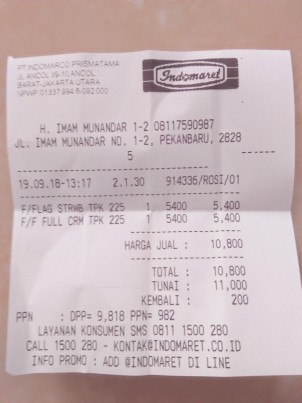 PT INDOMARCO PRISMATAMA
JL ANCOL I/9-10, ANCOL
BARAT-JAKARTA UTARA
NPWP 01.337.994.6-092.000
Indomaret
H. IMAM MUNANDAR 1-2 08117590987
JL. IMAM MUNANDAR NO. 1-2, PEKANBARU, 2828
5
19.09.18-13:17 2.1.30 914336/ROSI/01
F/FLAG STRWB TPK 225 1 5400 5,400
F/F FULL CRM TPK 225 1 5400 5,400
HARGA JUAL : 10,800
TOTAL : 10,800
TUNAI : 11,000
KEMBALI : 200
PPN : DPP= 9,818 PPN= 982
LAYANAN KONSUMEN SMS 0811 1500 280
CALL 1500 280 - KONTAK@INDOMARET.CO.ID
INFO PROMO : ADD @INDOMARET DI LINE